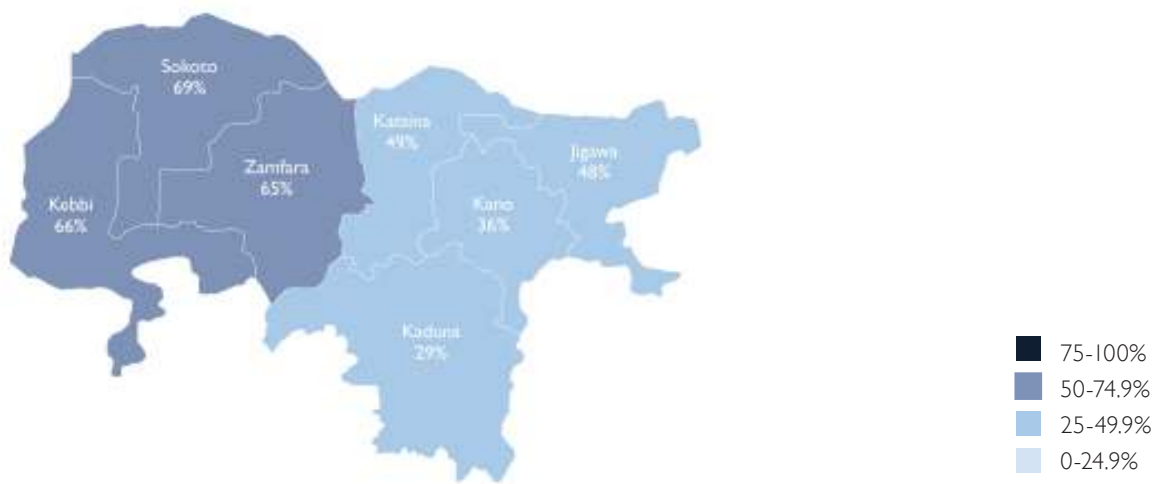 Sokoto
69%
Katsina
49%
Jigawa
48%
Zamfara
65%
Kebbi
66%
Kano
36%
Kaduna
29%
75-100%
50-74.9%
25-49.9%
0-24.9%